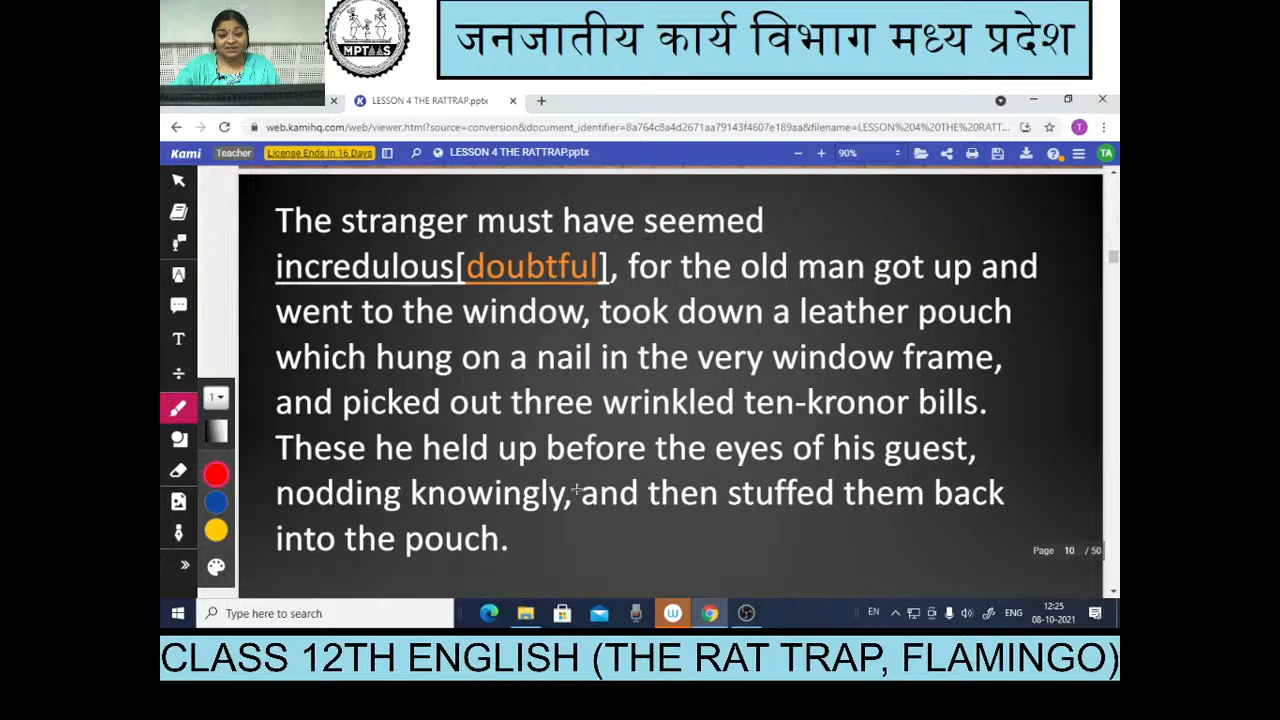 MPTAAS
जनजातीय कार्य विभाग मध्य प्रदेश
LESSON 4 THE RATTRAP.pptx
web.kamihq.com/web/viewer.html?source=conversion&document_identifier=8a764c8a4d2671aa79143f4607e189aa&filename=LESSON%204%20THE%20RATT...
T
Kami Teacher License Ends In 16 Days LESSON 4 THE RATTRAP.pptx 90% TA
The stranger must have seemed
incredulous[doubtful], for the old man got up and
went to the window, took down a leather pouch
which hung on a nail in the very window frame,
and picked out three wrinkled ten-kronor bills.
These he held up before the eyes of his guest,
nodding knowingly, and then stuffed them back
into the pouch.
1
Page 10 / 50
Type here to search
EN ENG 12:25
08-10-2021
CLASS 12TH ENGLISH (THE RAT TRAP, FLAMINGO)